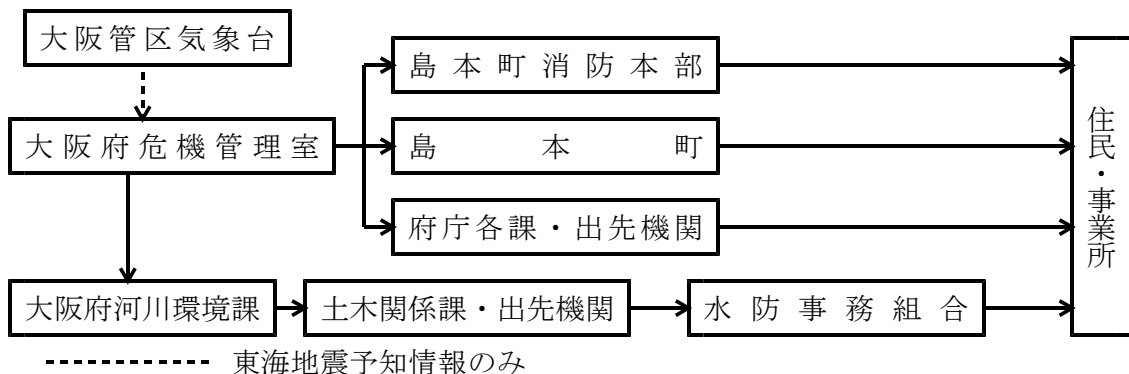 大阪管区気象台
大阪府危機管理室
島本町消防本部
島本町
府庁各課・出先機関
大阪府河川環境課
土木関係課・出先機関
水防事務組合
住民・事業所
東海地震予知情報のみ